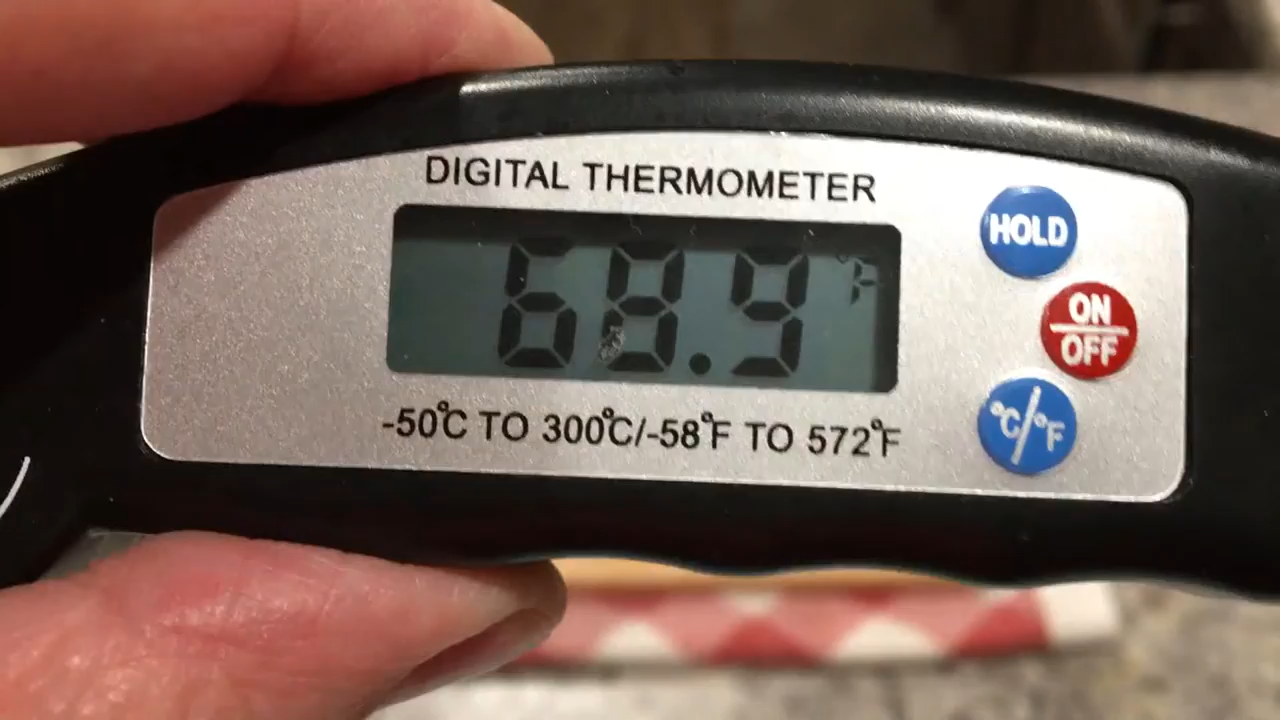 DIGITAL THERMOMETER
68.9 °F
-50°C TO 300°C/-58°F TO 572°F
HOLD
ON
OFF
°C/°F